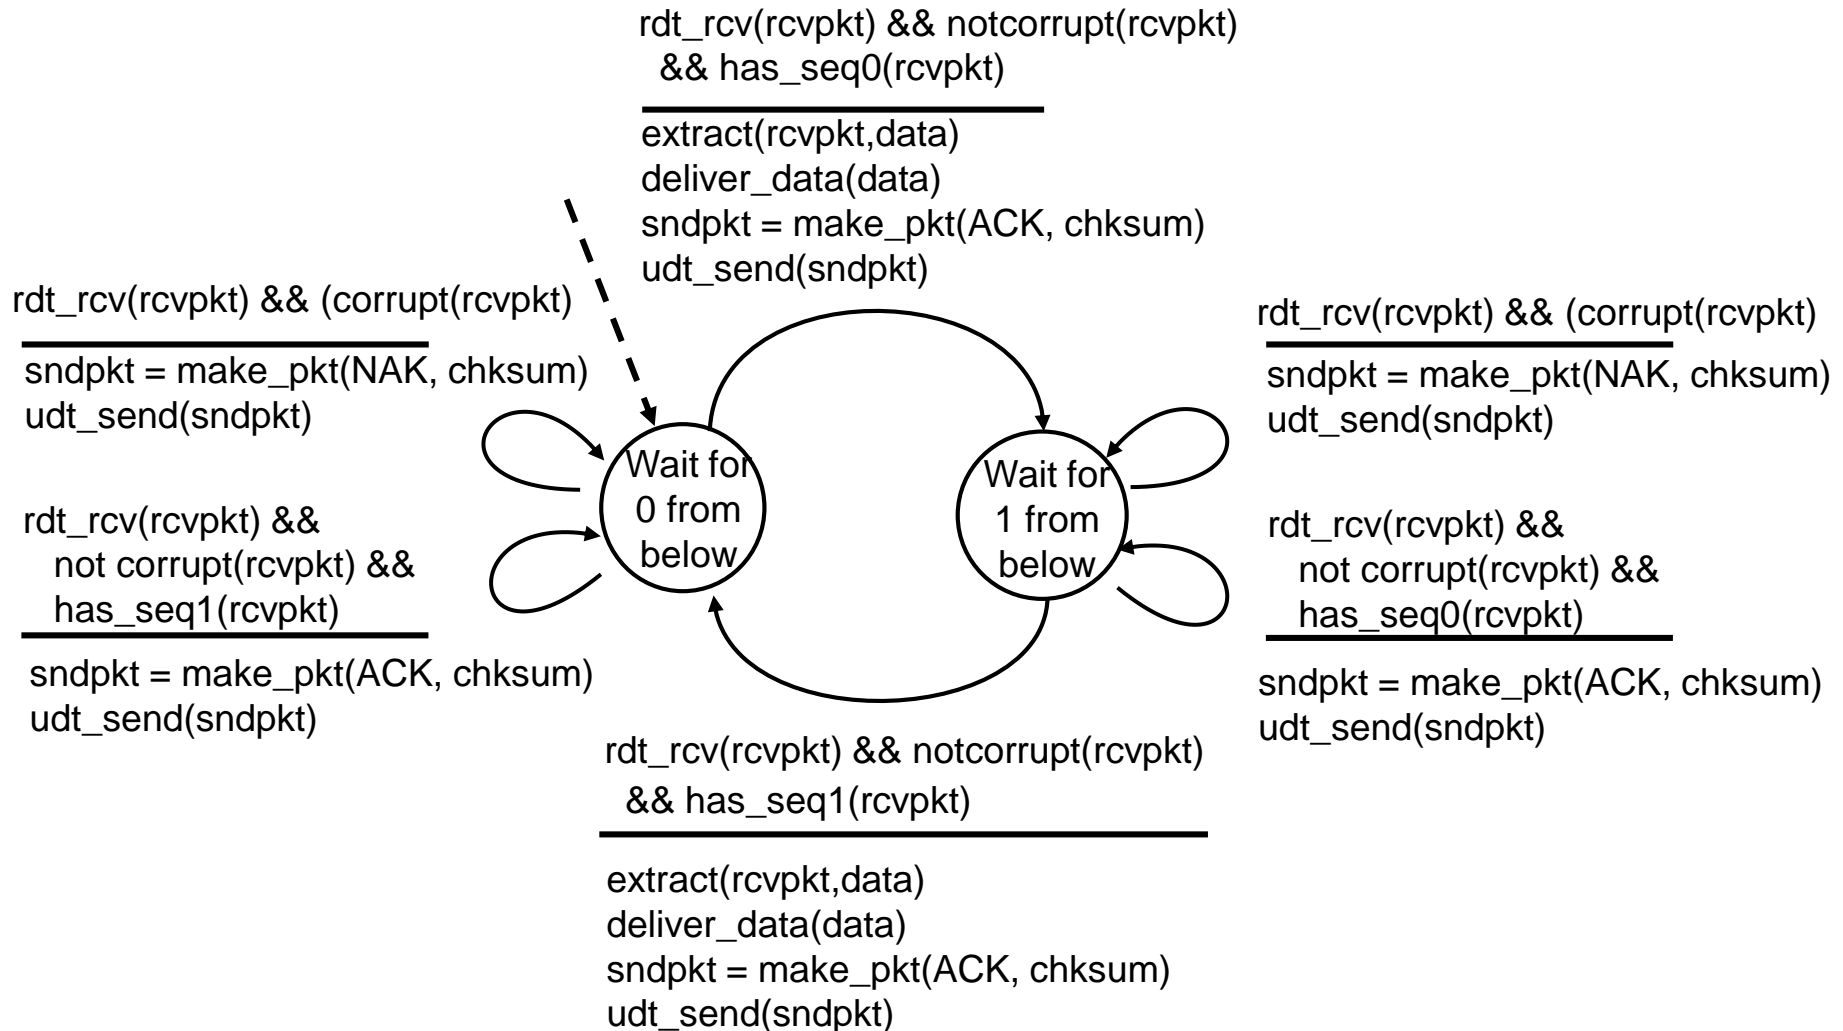 rdt_rcv(rcvpkt) && notcorrupt(rcvpkt)
&& has_seq0(rcvpkt)
extract(rcvpkt,data)
deliver_data(data)
sndpkt = make_pkt(ACK, chksum)
udt_send(sndpkt)
rdt_rcv(rcvpkt) && (corrupt(rcvpkt)
sndpkt = make_pkt(NAK, chksum)
udt_send(sndpkt)
rdt_rcv(rcvpkt) &&
not corrupt(rcvpkt) &&
has_seq1(rcvpkt)
sndpkt = make_pkt(ACK, chksum)
udt_send(sndpkt)
Wait for
0 from
below
Wait for
1 from
below
rdt_rcv(rcvpkt) && (corrupt(rcvpkt)
sndpkt = make_pkt(NAK, chksum)
udt_send(sndpkt)
rdt_rcv(rcvpkt) &&
not corrupt(rcvpkt) &&
has_seq0(rcvpkt)
sndpkt = make_pkt(ACK, chksum)
udt_send(sndpkt)
rdt_rcv(rcvpkt) && notcorrupt(rcvpkt)
&& has_seq1(rcvpkt)
extract(rcvpkt,data)
deliver_data(data)
sndpkt = make_pkt(ACK, chksum)
udt_send(sndpkt)